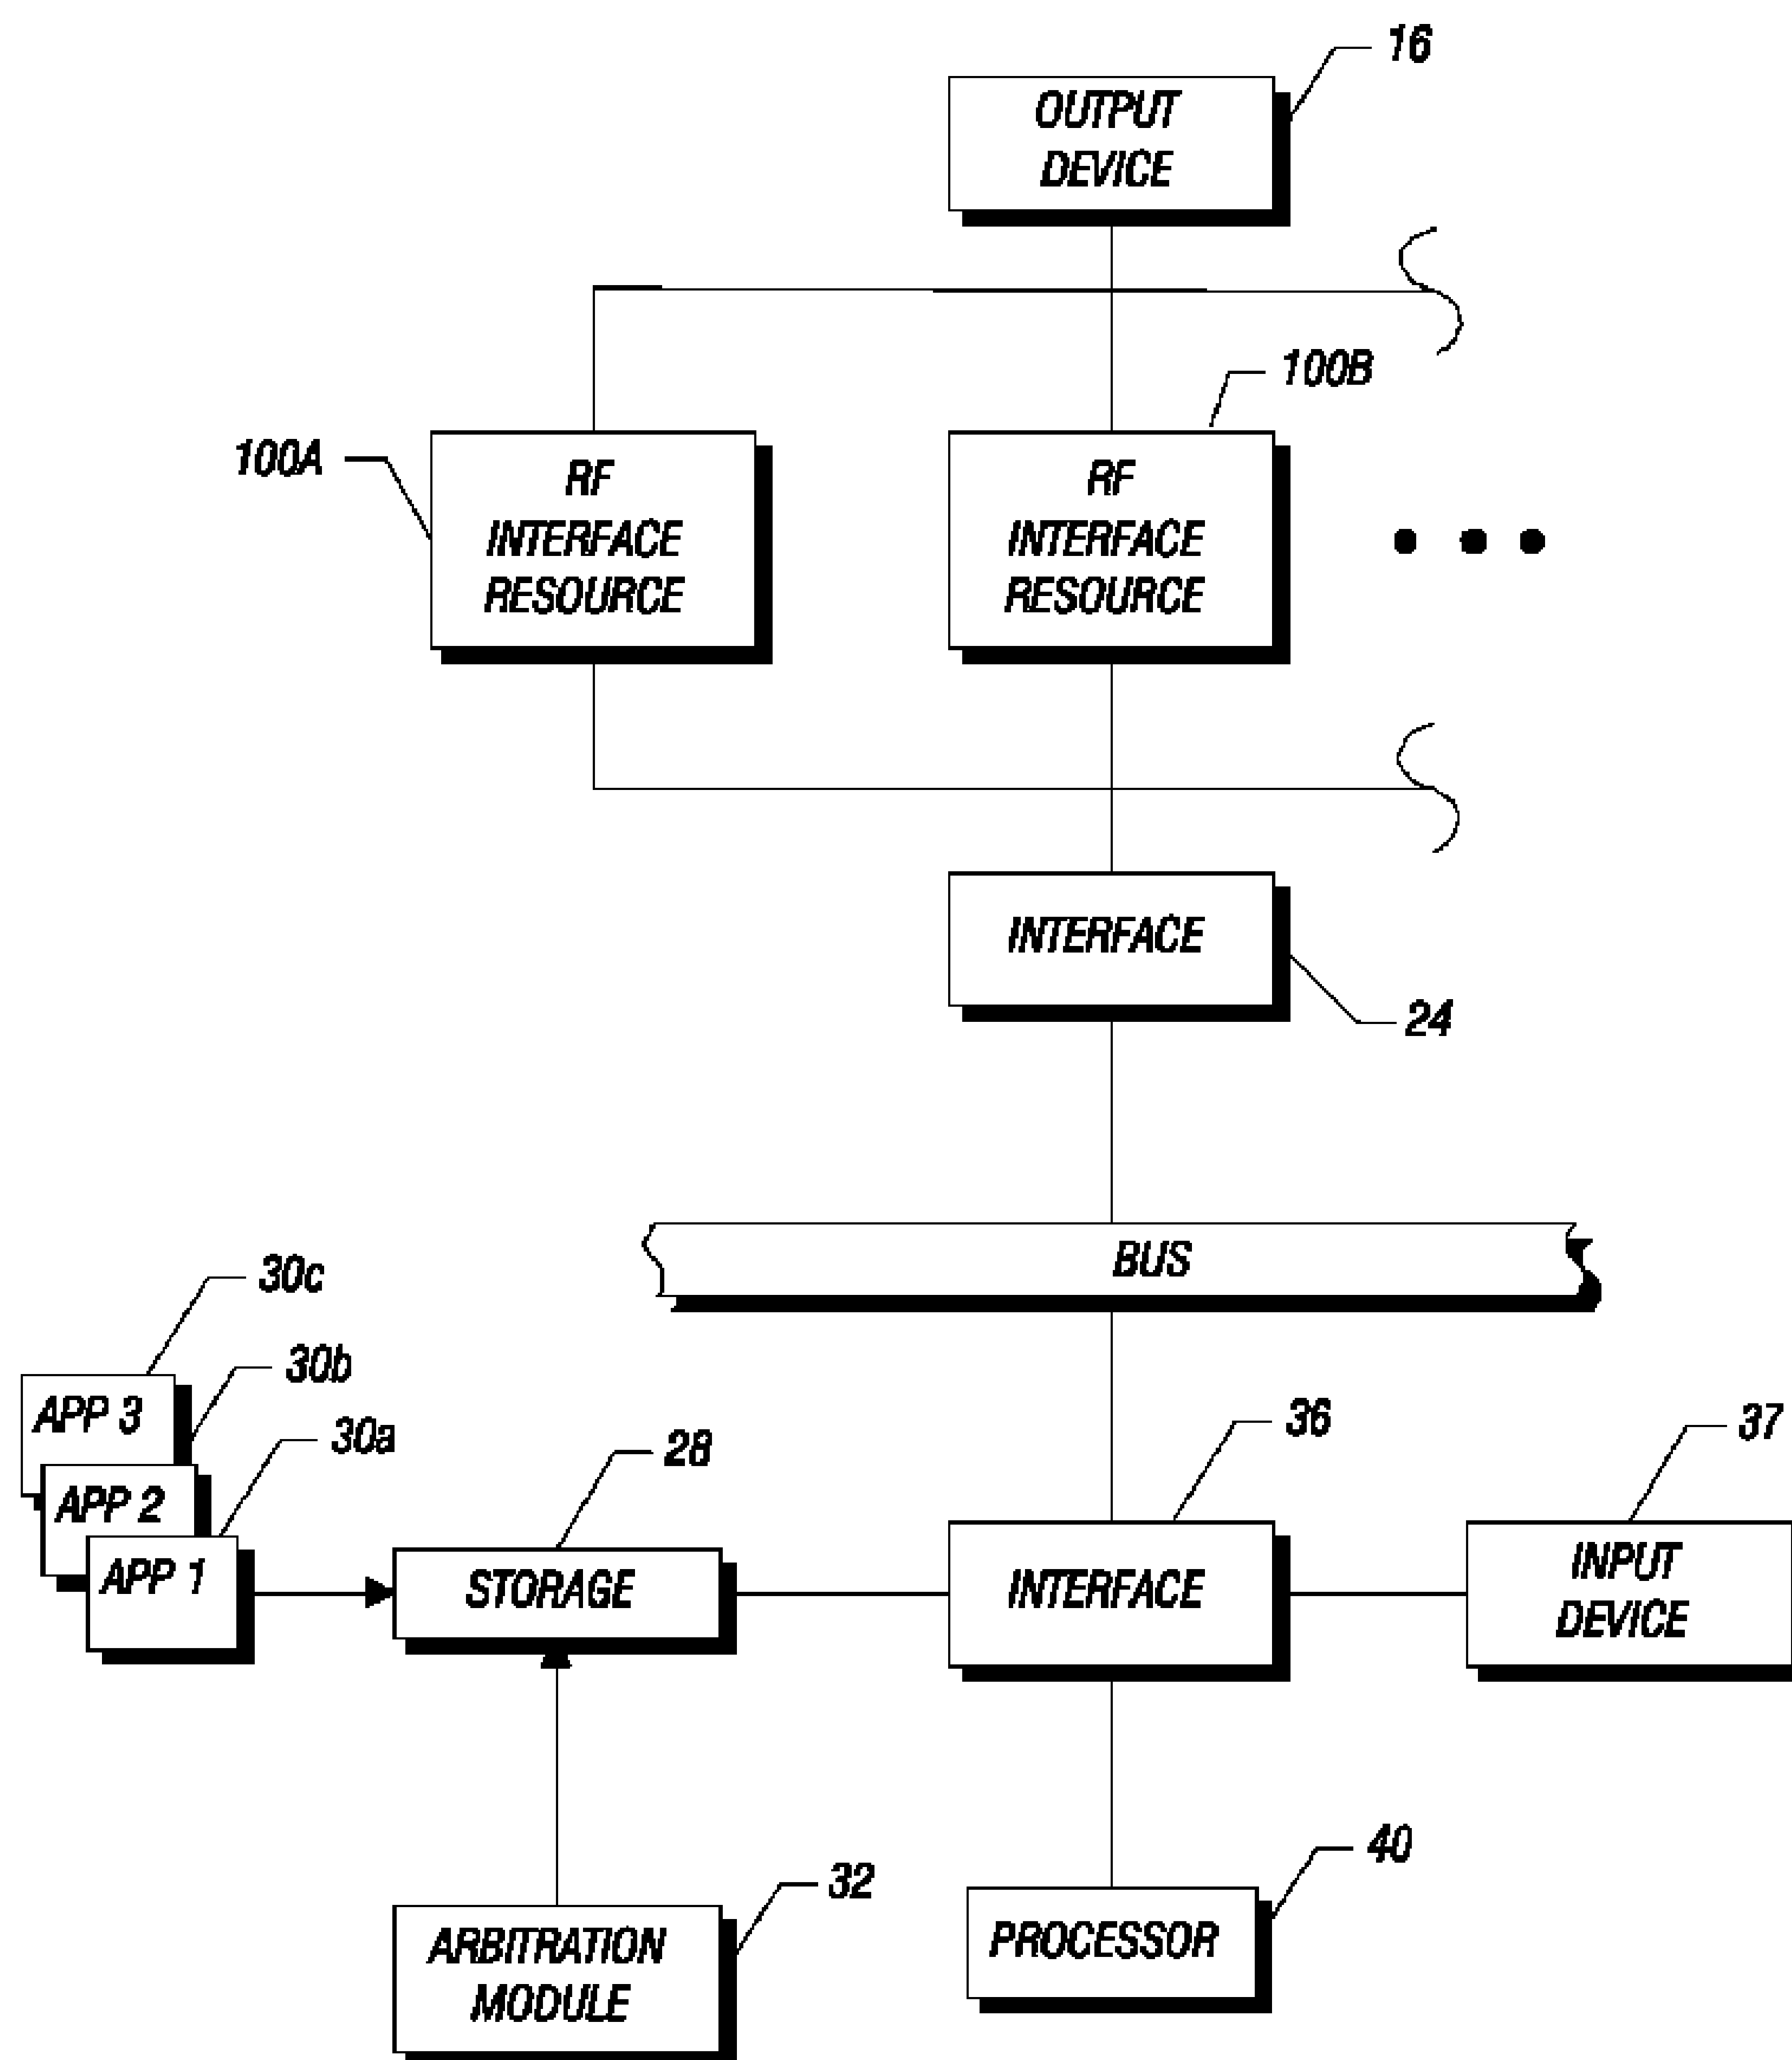 16
OUTPUT
DEVICE
100B
100A
RF
INTERFACE
RESOURCE
RF
INTERFACE
RESOURCE
INTERFACE
24
BUS
30c
30b
30a
APP 3
APP 2
APP 1
28
STORAGE
36
INTERFACE
37
INPUT
DEVICE
32
ARBITRATION
MODULE
40
PROCESSOR